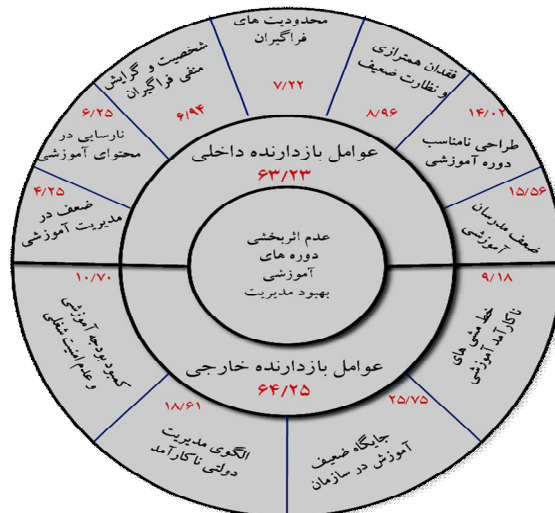 محدودیت های
فراگیران
۷/۲۲
فقدان همترازی
و نظارت ضعیف
۸/۹۶
۱۴/۰۲
طراحی نامناسب
دوره آموزشی
۱۵/۵۶
ضعف مدرسان
آموزشی
شخصیت و گرایش
منفی فراگیران
۶/۹۴
۶/۲۵
نارسایی در
محتوای آموزشی
۴/۲۵
ضعف در
مدیریت آموزشی
عوامل بازدارنده داخلی
۶۳/۲۳
عدم اثربخشی
دوره های
آموزشی
بهبود مدیریت
عوامل بازدارنده خارجی
۶۴/۲۵
۹/۱۸
خط مشی های
ناکارآمد آموزشی
۲۵/۷۵
جایگاه ضعیف
آموزش در سازمان
۱۸/۶۱
الگوی مدیریت
دولتی ناکارآمد
۱۰/۷۰
کمبود بودجه آموزشی
و عدم امنیت شغلی